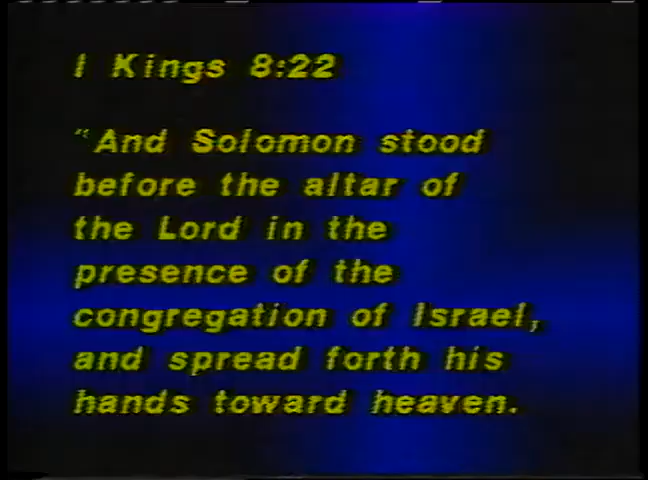 I Kings 8:22
"And Solomon stood
before the altar of
the Lord in the
presence of the
congregation of Israel,
and spread forth his
hands toward heaven.